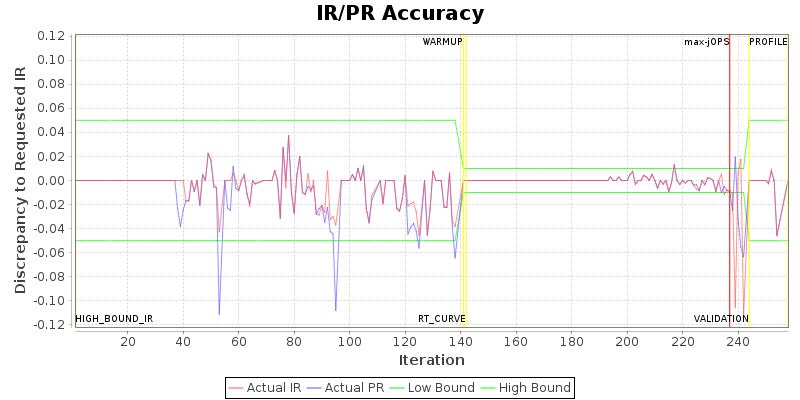 IR/PR Accuracy
Discrepancy to Requested IR
0.12
0.10
0.08
0.06
0.04
0.02
0.00
-0.02
-0.04
-0.06
-0.08
-0.10
-0.12
WARMUP
max-jOPS
PROFILE
HIGH_BOUND_IR
RT_CURVE
VALIDATION
20 40 60 80 100 120 140 160 180 200 220 240
Iteration
Actual IR Actual PR Low Bound High Bound